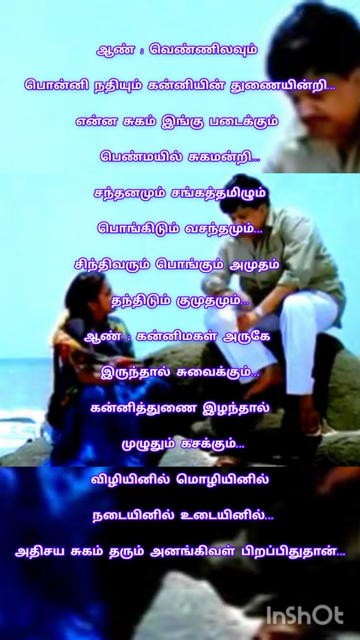 ஆண் : வெண்ணிலவும்
பொன்னி நதியும் கன்னியின் துணையின்றி...
என்ன சுகம் இங்கு படைக்கும்
பெண்மயில் சுகமன்றி...
சந்தனமும் சங்கத்தமிழும்
பொங்கிடும் வசந்தமும்...
சிந்திவரும் பொங்கும் அமுதம்
தந்திடும் குமுதமும்...
ஆண் : கன்னிமகள் அருகே
இருந்தால் சுவைக்கும்...
கன்னித்துணை இழந்தால்
முழுதும் கசக்கும்...
விழியினில் மொழியினில்
நடையினில் உடையினில்...
அதிசய சுகம் தரும் அனங்கிவள் பிறப்பிதுதான்...
InShOt